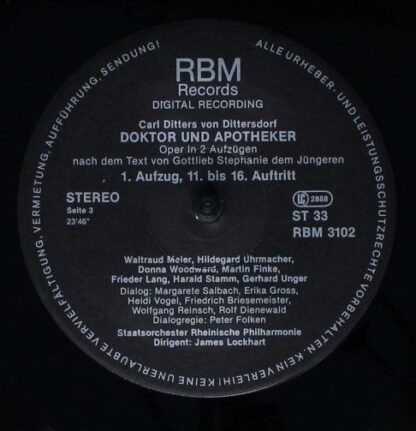 ALLE URHEBER- UND LEISTUNGSSCHUTZRECHTE VORBEHALTEN. KEIN VERLEIH! KEINE UNERLAUBTE VERVIELFÄLTIGUNG, VERMIETUNG, AUFFÜHRUNG, SENDUNG!
RBM
Records
DIGITAL RECORDING
Carl Ditters von Dittersdorf
DOKTOR UND APOTHEKER
Oper in 2 Aufzügen
nach dem Text von Gottlieb Stephanie dem Jüngeren
1. Aufzug, 11. bis 16. Auftritt
STEREO
Seite 3
23'46"
LC 2868
ST 33
RBM 3102
Waltraud Meier, Hildegard Uhrmacher,
Donna Woodward, Martin Finke,
Frieder Lang, Harald Stamm, Gerhard Unger
Dialog: Margarete Salbach, Erika Gross,
Heidi Vogel, Friedrich Briesemeister,
Wolfgang Reinsch, Rolf Dienewald
Dialogregie: Peter Folken
Staatsorchester Rheinische Philharmonie
Dirigent: James Lockhart